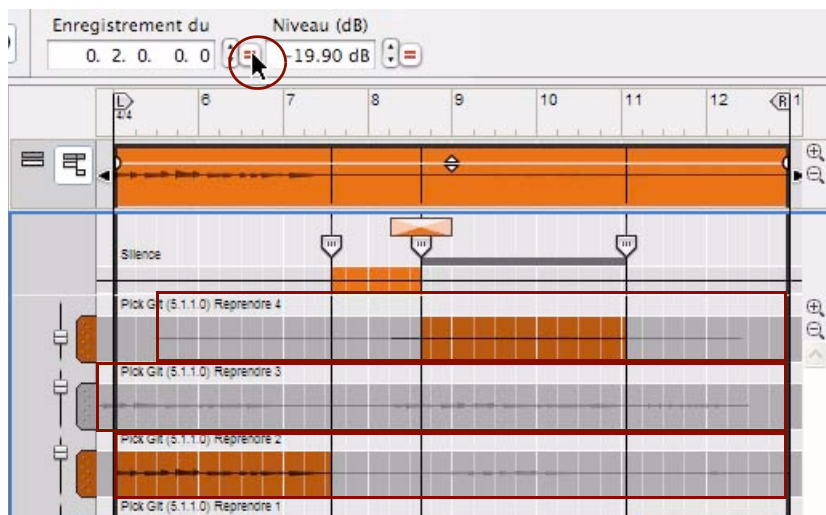 Enregistrement du Niveau (dB)
0. 2. 0. 0. 0 = -19.90 dB =
L 6 7 8 9 10 11 12 R 1
4/4
Silence
Pick Git (5.1.1.0) Reprendre 4
Pick Git (5.1.1.0) Reprendre 3
Pick Git (5.1.1.0) Reprendre 2
Pick Git (5.1.1.0) Reprendre 1